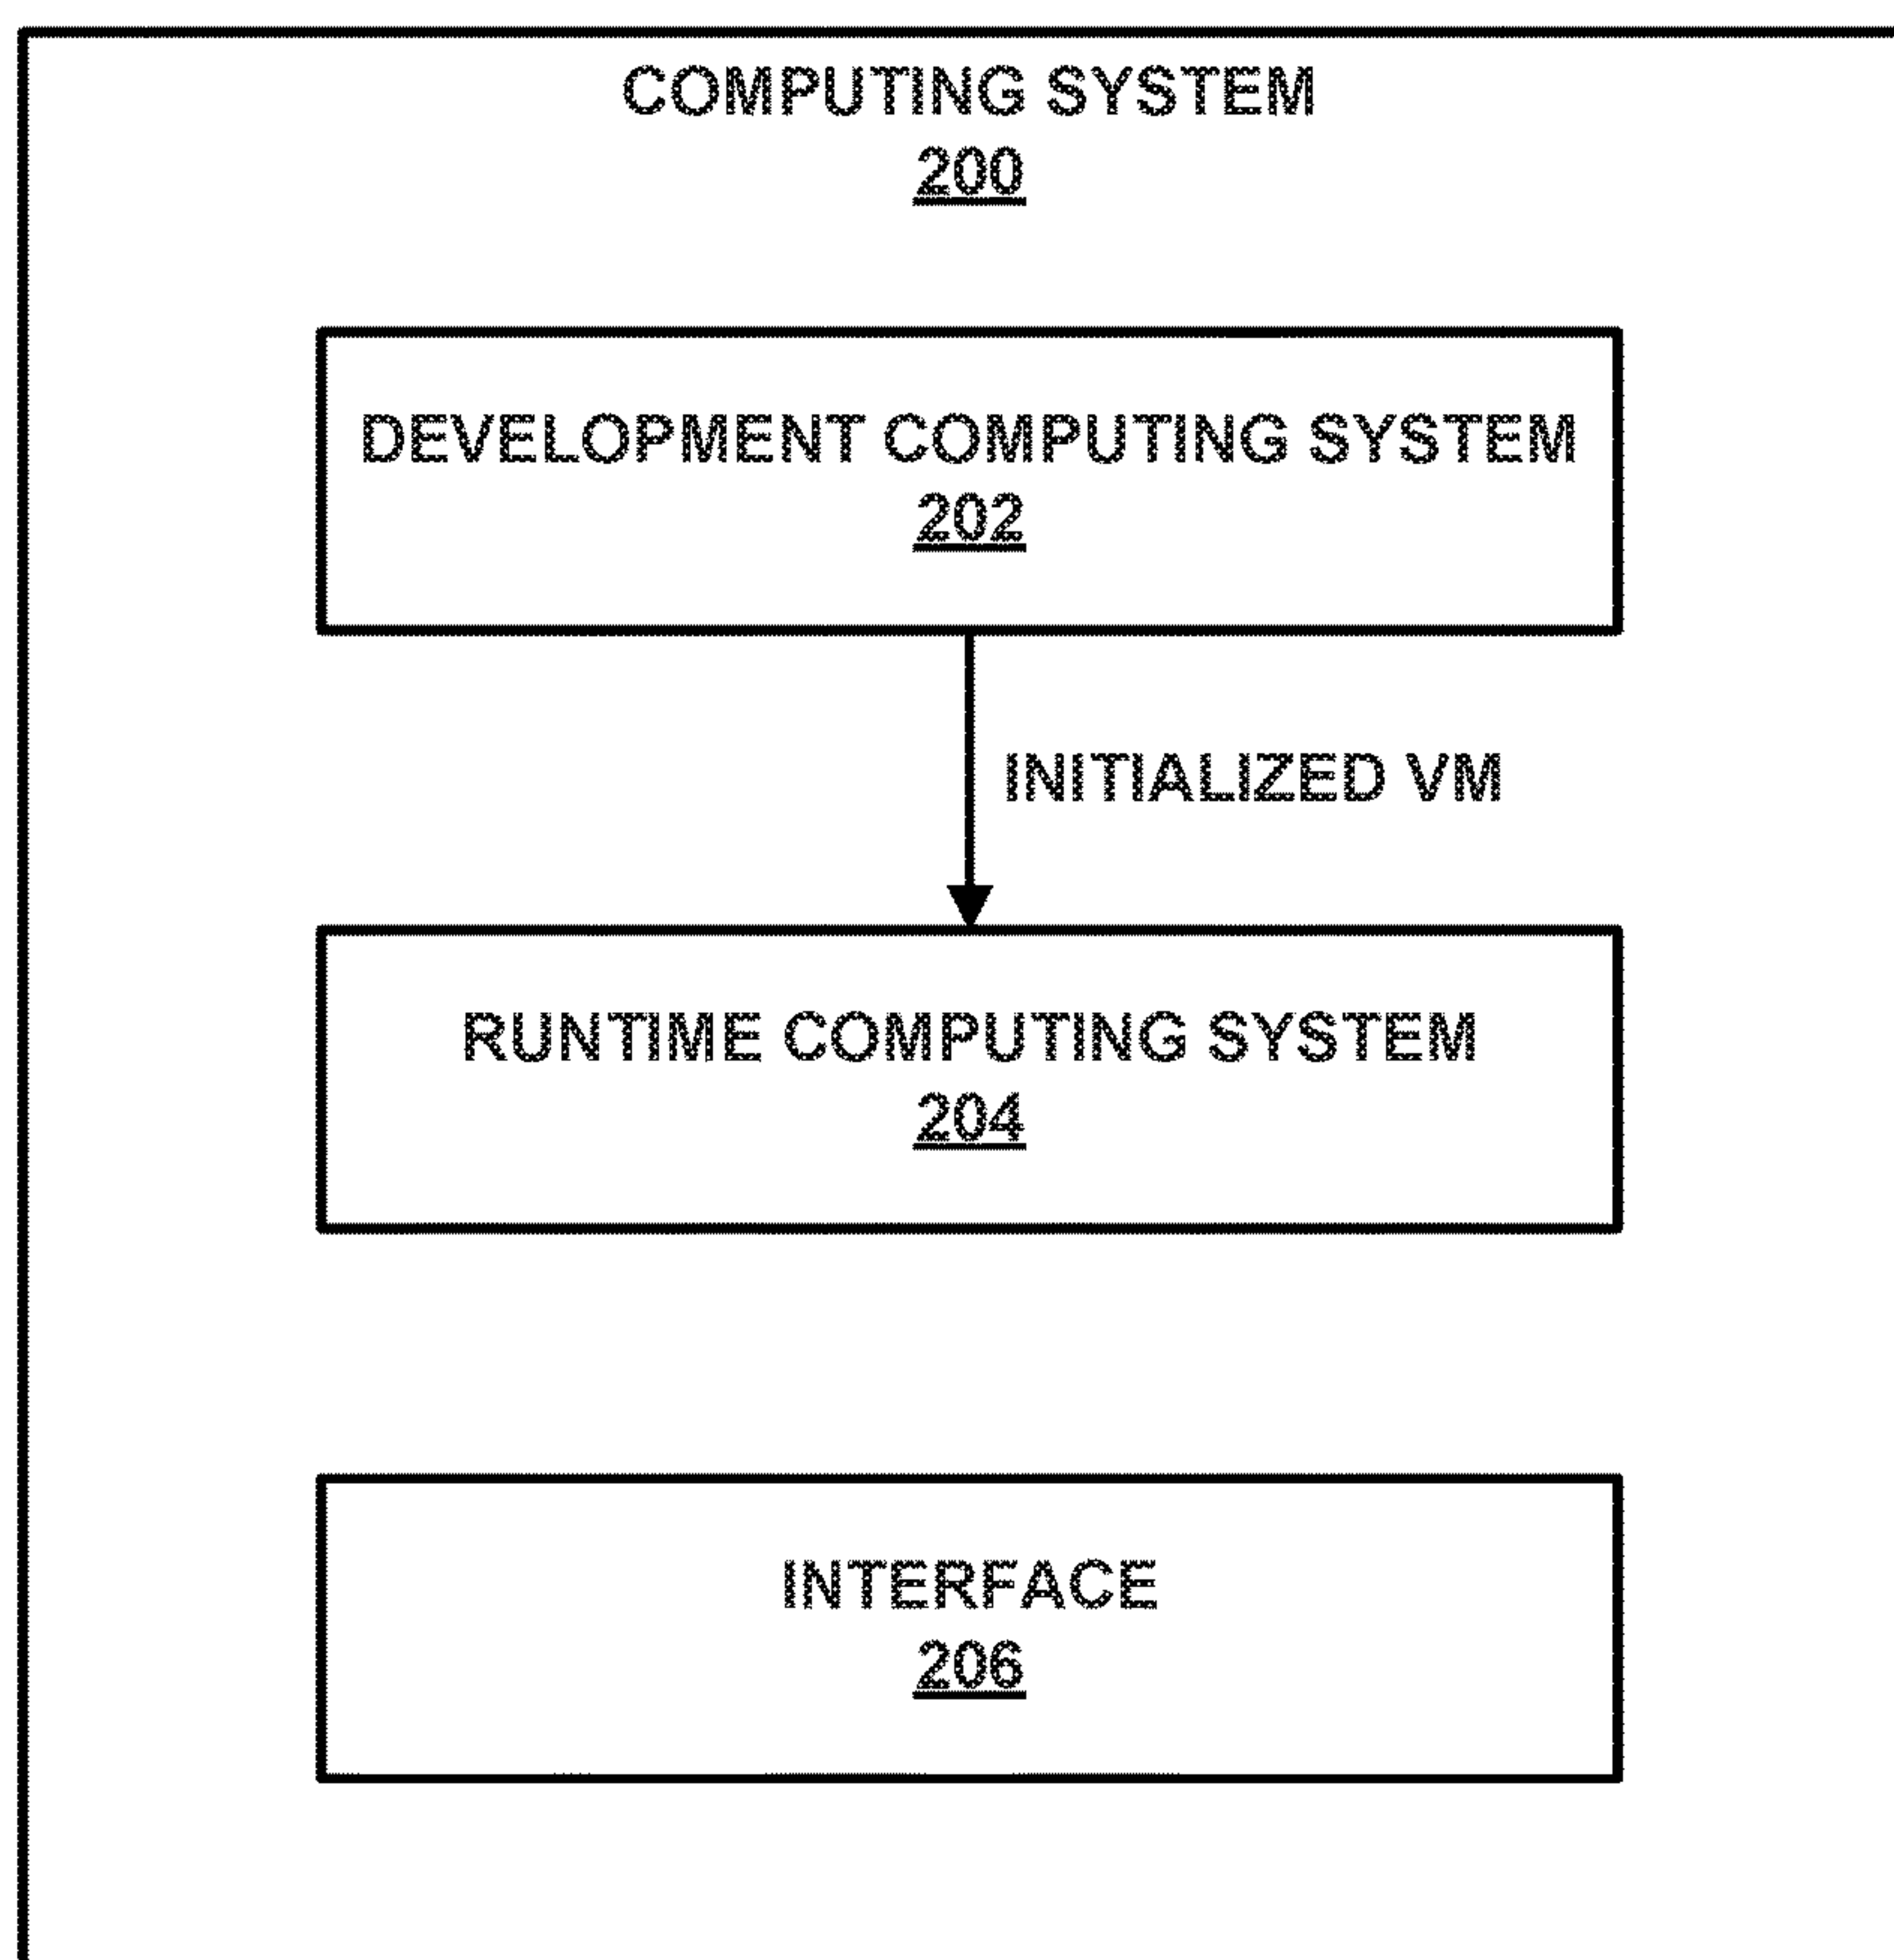 COMPUTING SYSTEM
200
DEVELOPMENT COMPUTING SYSTEM
202
INITIALIZED VM
RUNTIME COMPUTING SYSTEM
204
INTERFACE
206